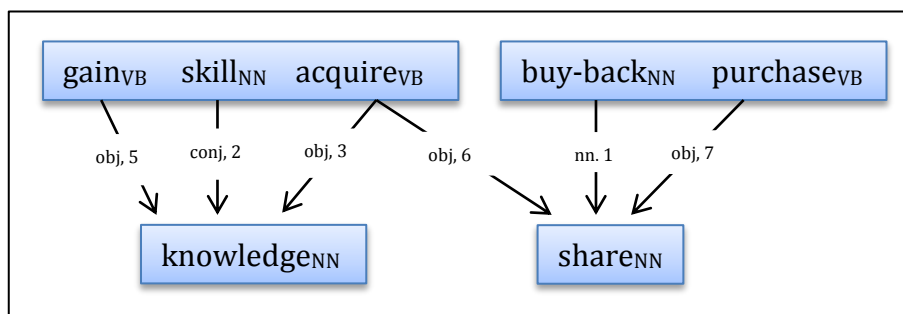 gainVB skillNN acquireVB buy-backNN purchaseVB
obj, 5 conj, 2 obj, 3 obj, 6 nn. 1 obj, 7
knowledgeNN shareNN